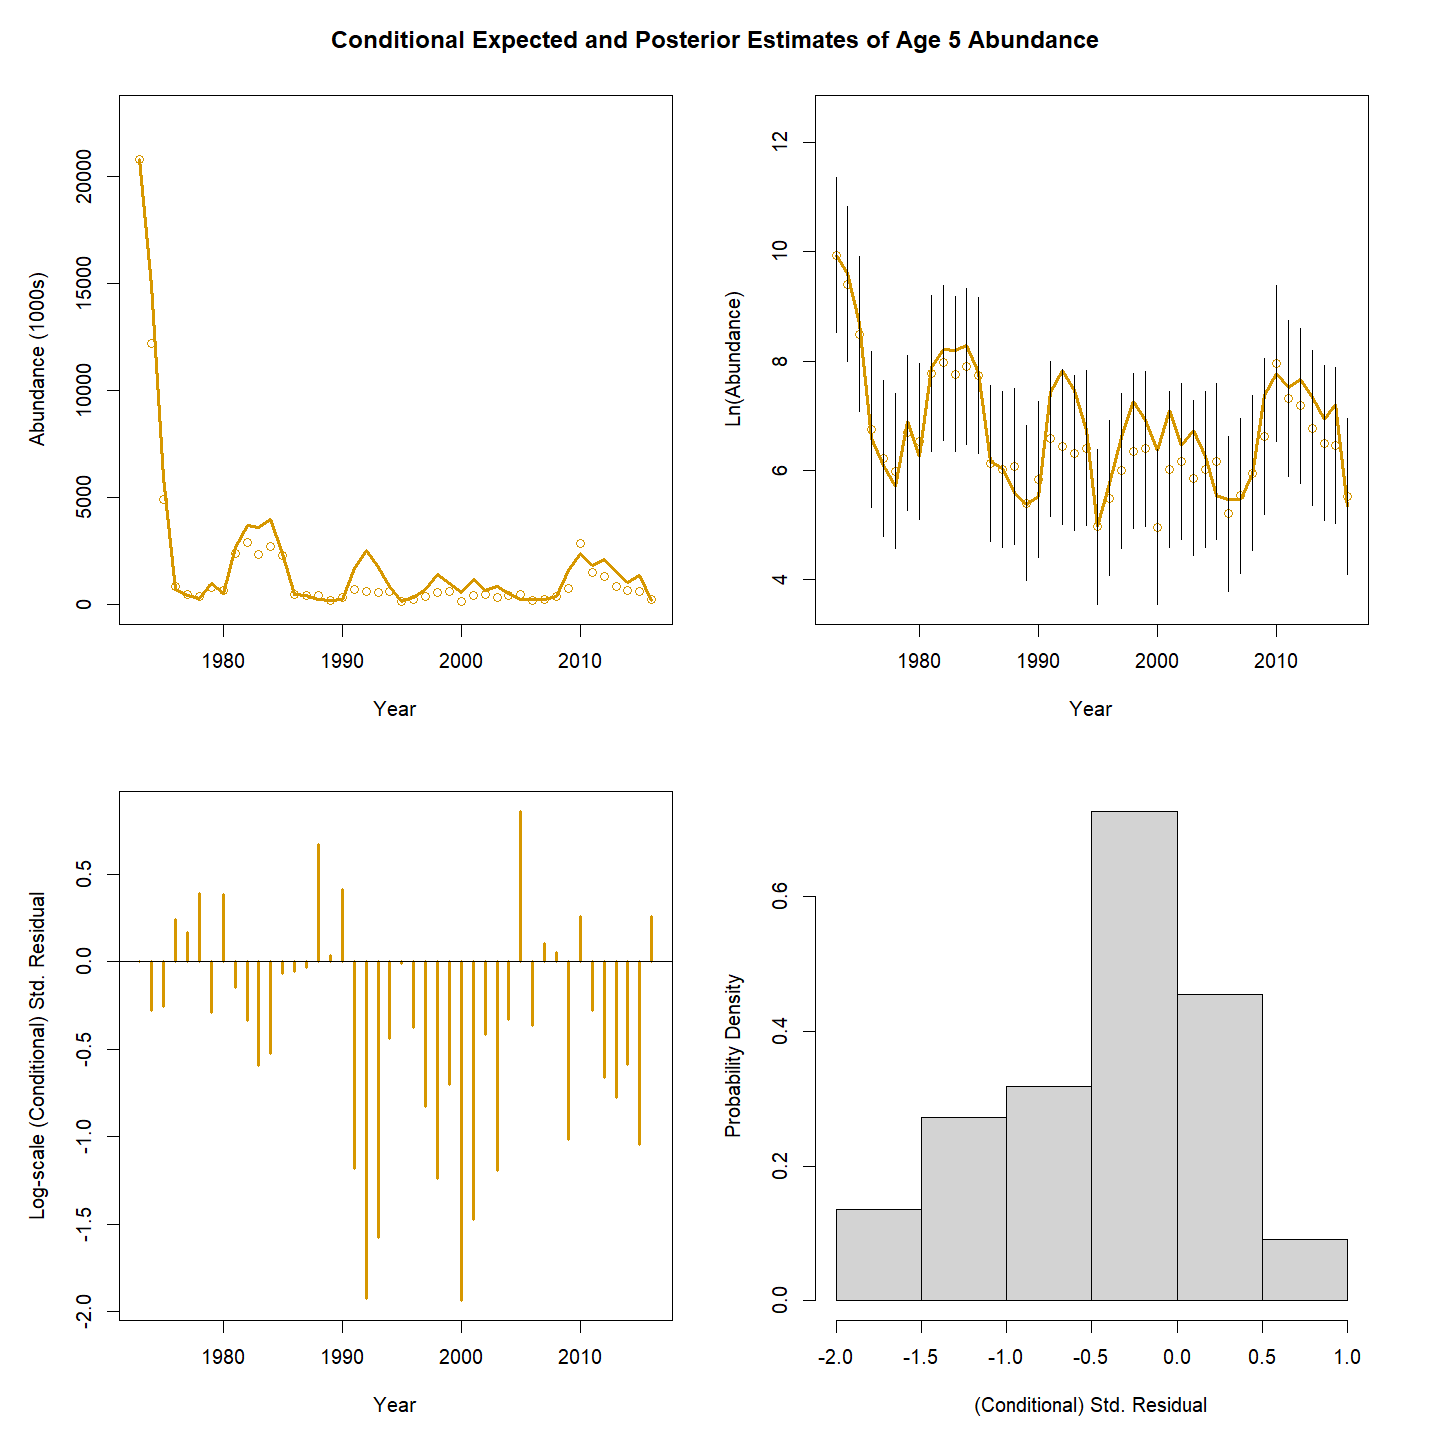 Conditional Expected and Posterior Estimates of Age 5 Abundance
Abundance (1000s)
20000
15000
10000
5000
0
1980 1990 2000 2010
Year
Ln(Abundance)
12
10
8
6
4
1980 1990 2000 2010
Year
Log-scale (Conditional) Std. Residual
0.5
0.0
-0.5
-1.0
-1.5
-2.0
1980 1990 2000 2010
Year
Probability Density
0.6
0.4
0.2
0.0
-2.0 -1.5 -1.0 -0.5 0.0 0.5 1.0
(Conditional) Std. Residual